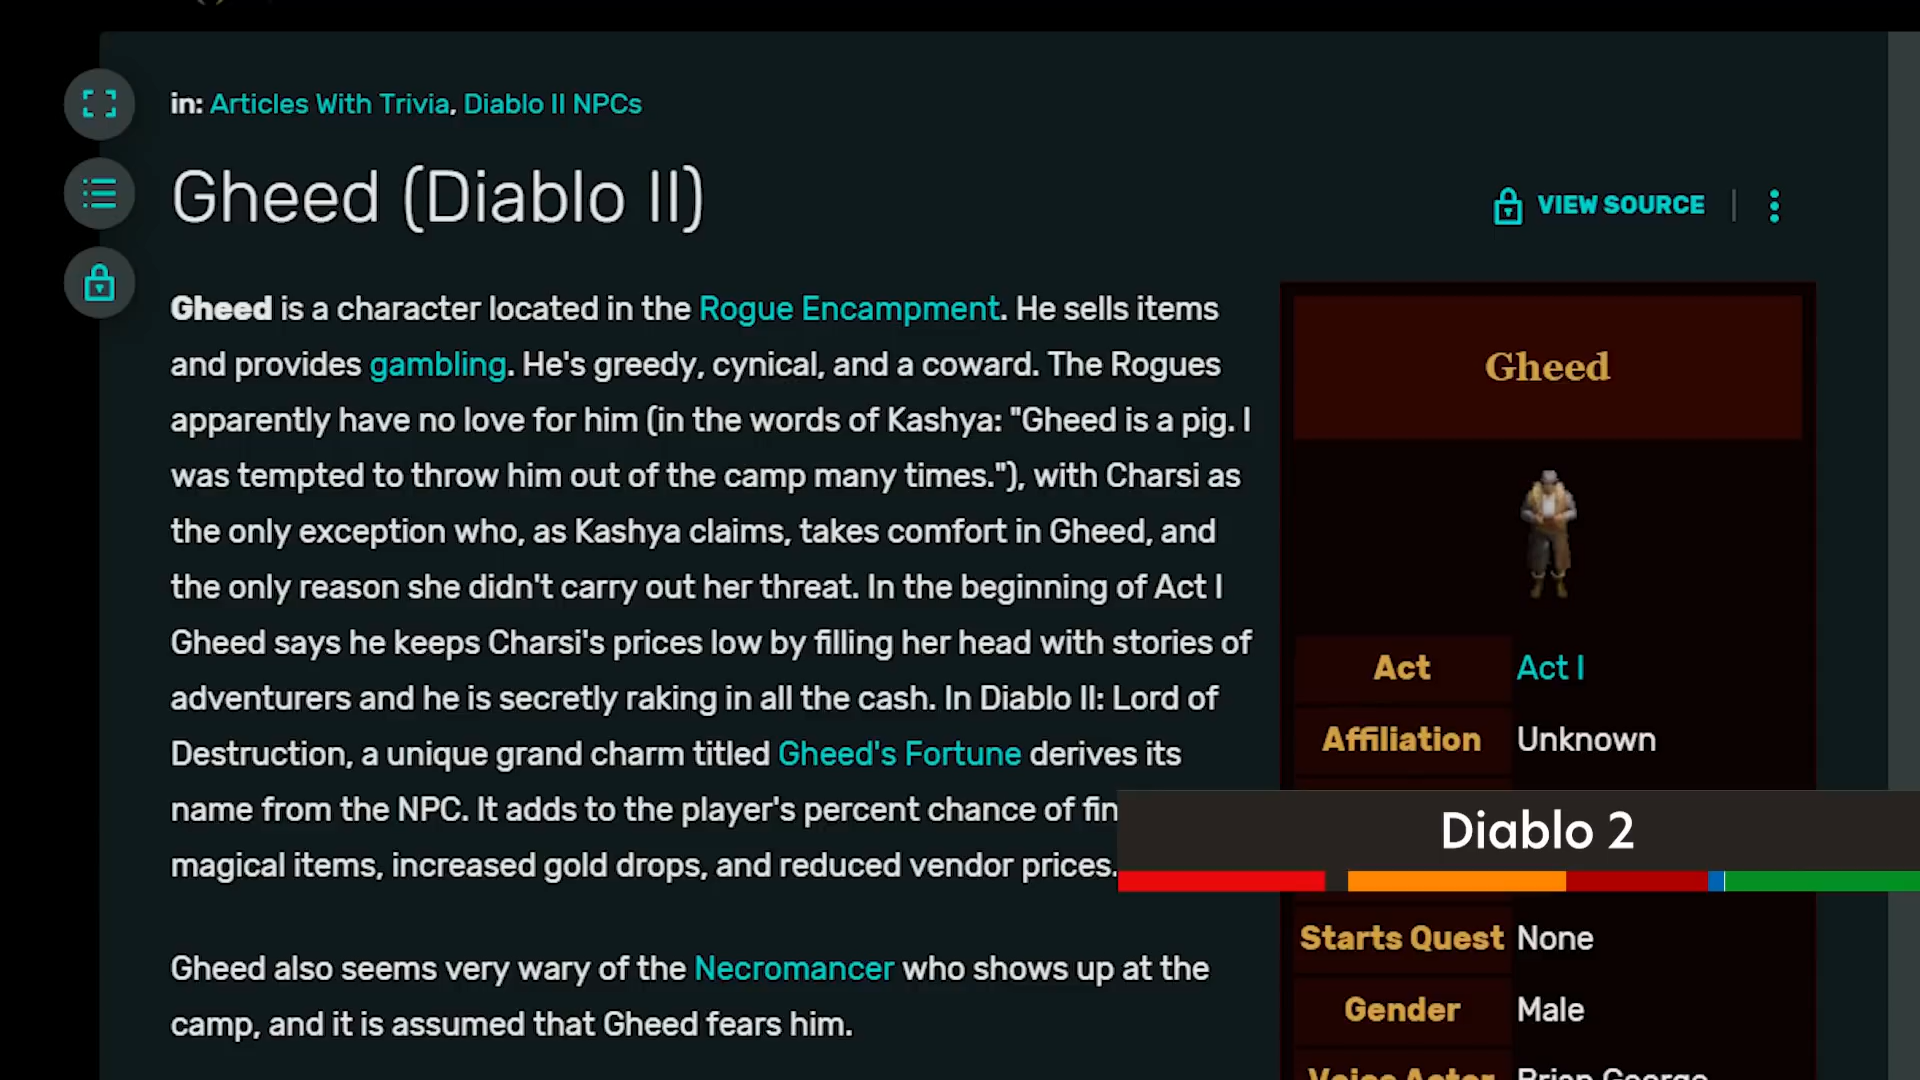 in: Articles With Trivia, Diablo II NPCs
Gheed (Diablo II)
VIEW SOURCE
Gheed is a character located in the Rogue Encampment. He sells items
and provides gambling. He's greedy, cynical, and a coward. The Rogues
apparently have no love for him (in the words of Kashya: "Gheed is a pig. I
was tempted to throw him out of the camp many times."), with Charsi as
the only exception who, as Kashya claims, takes comfort in Gheed, and
the only reason she didn't carry out her threat. In the beginning of Act I
Gheed says he keeps Charsi's prices low by filling her head with stories of
adventurers and he is secretly raking in all the cash. In Diablo II: Lord of
Destruction, a unique grand charm titled Gheed's Fortune derives its
name from the NPC. It adds to the player's percent chance of
magical items, increased gold drops, and reduced vendor prices.
Gheed also seems very wary of the Necromancer who shows up at the
camp, and it is assumed that Gheed fears him.
Gheed
Act Act I
Affiliation Unknown
Diablo 2
Starts Quest None
Gender Male
Voice Actor Brian George